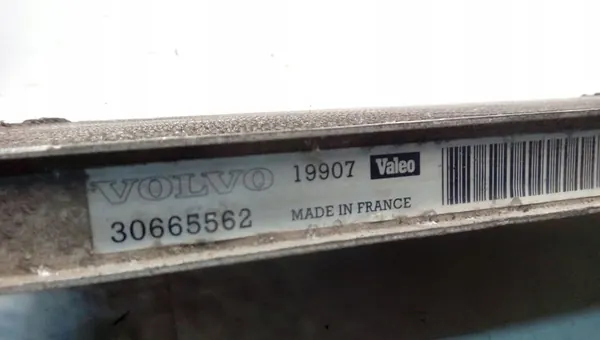 VOLVO 19907 Valeo
30665562 MADE IN FRANCE